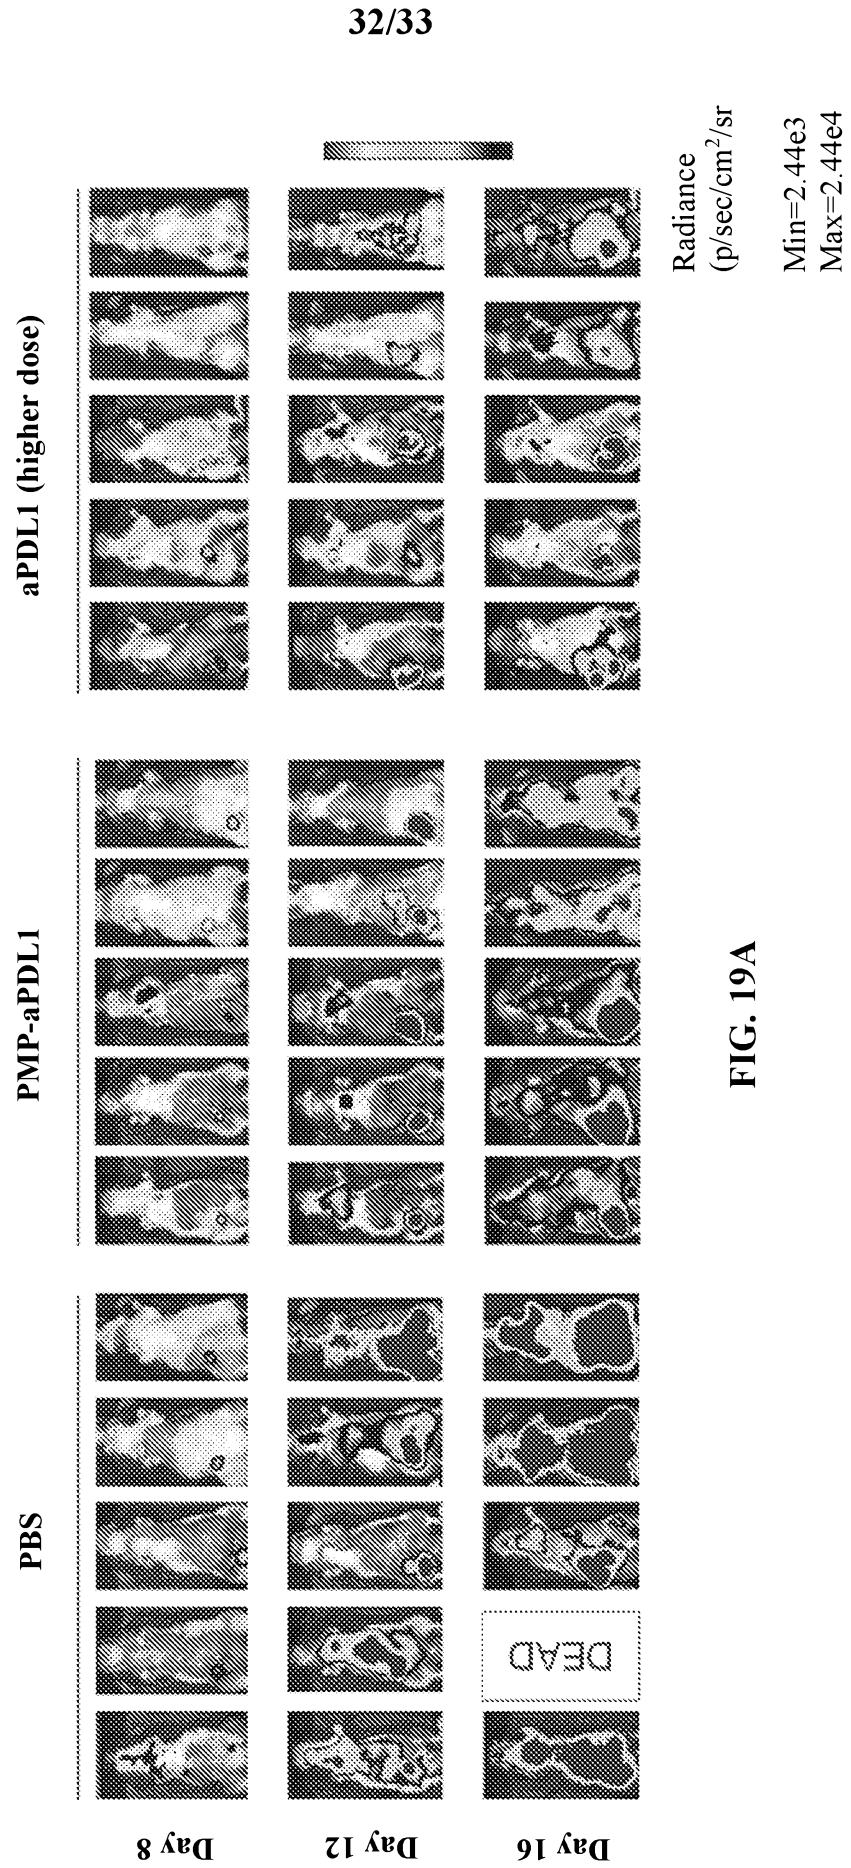 32/33
PBS
PMP-aPDL1
aPDL1 (higher dose)
Day 8
Day 12
Day 16
DEAD
Radiance
(p/sec/cm²/sr
Min=2.44e3
Max=2.44e4
FIG. 19A